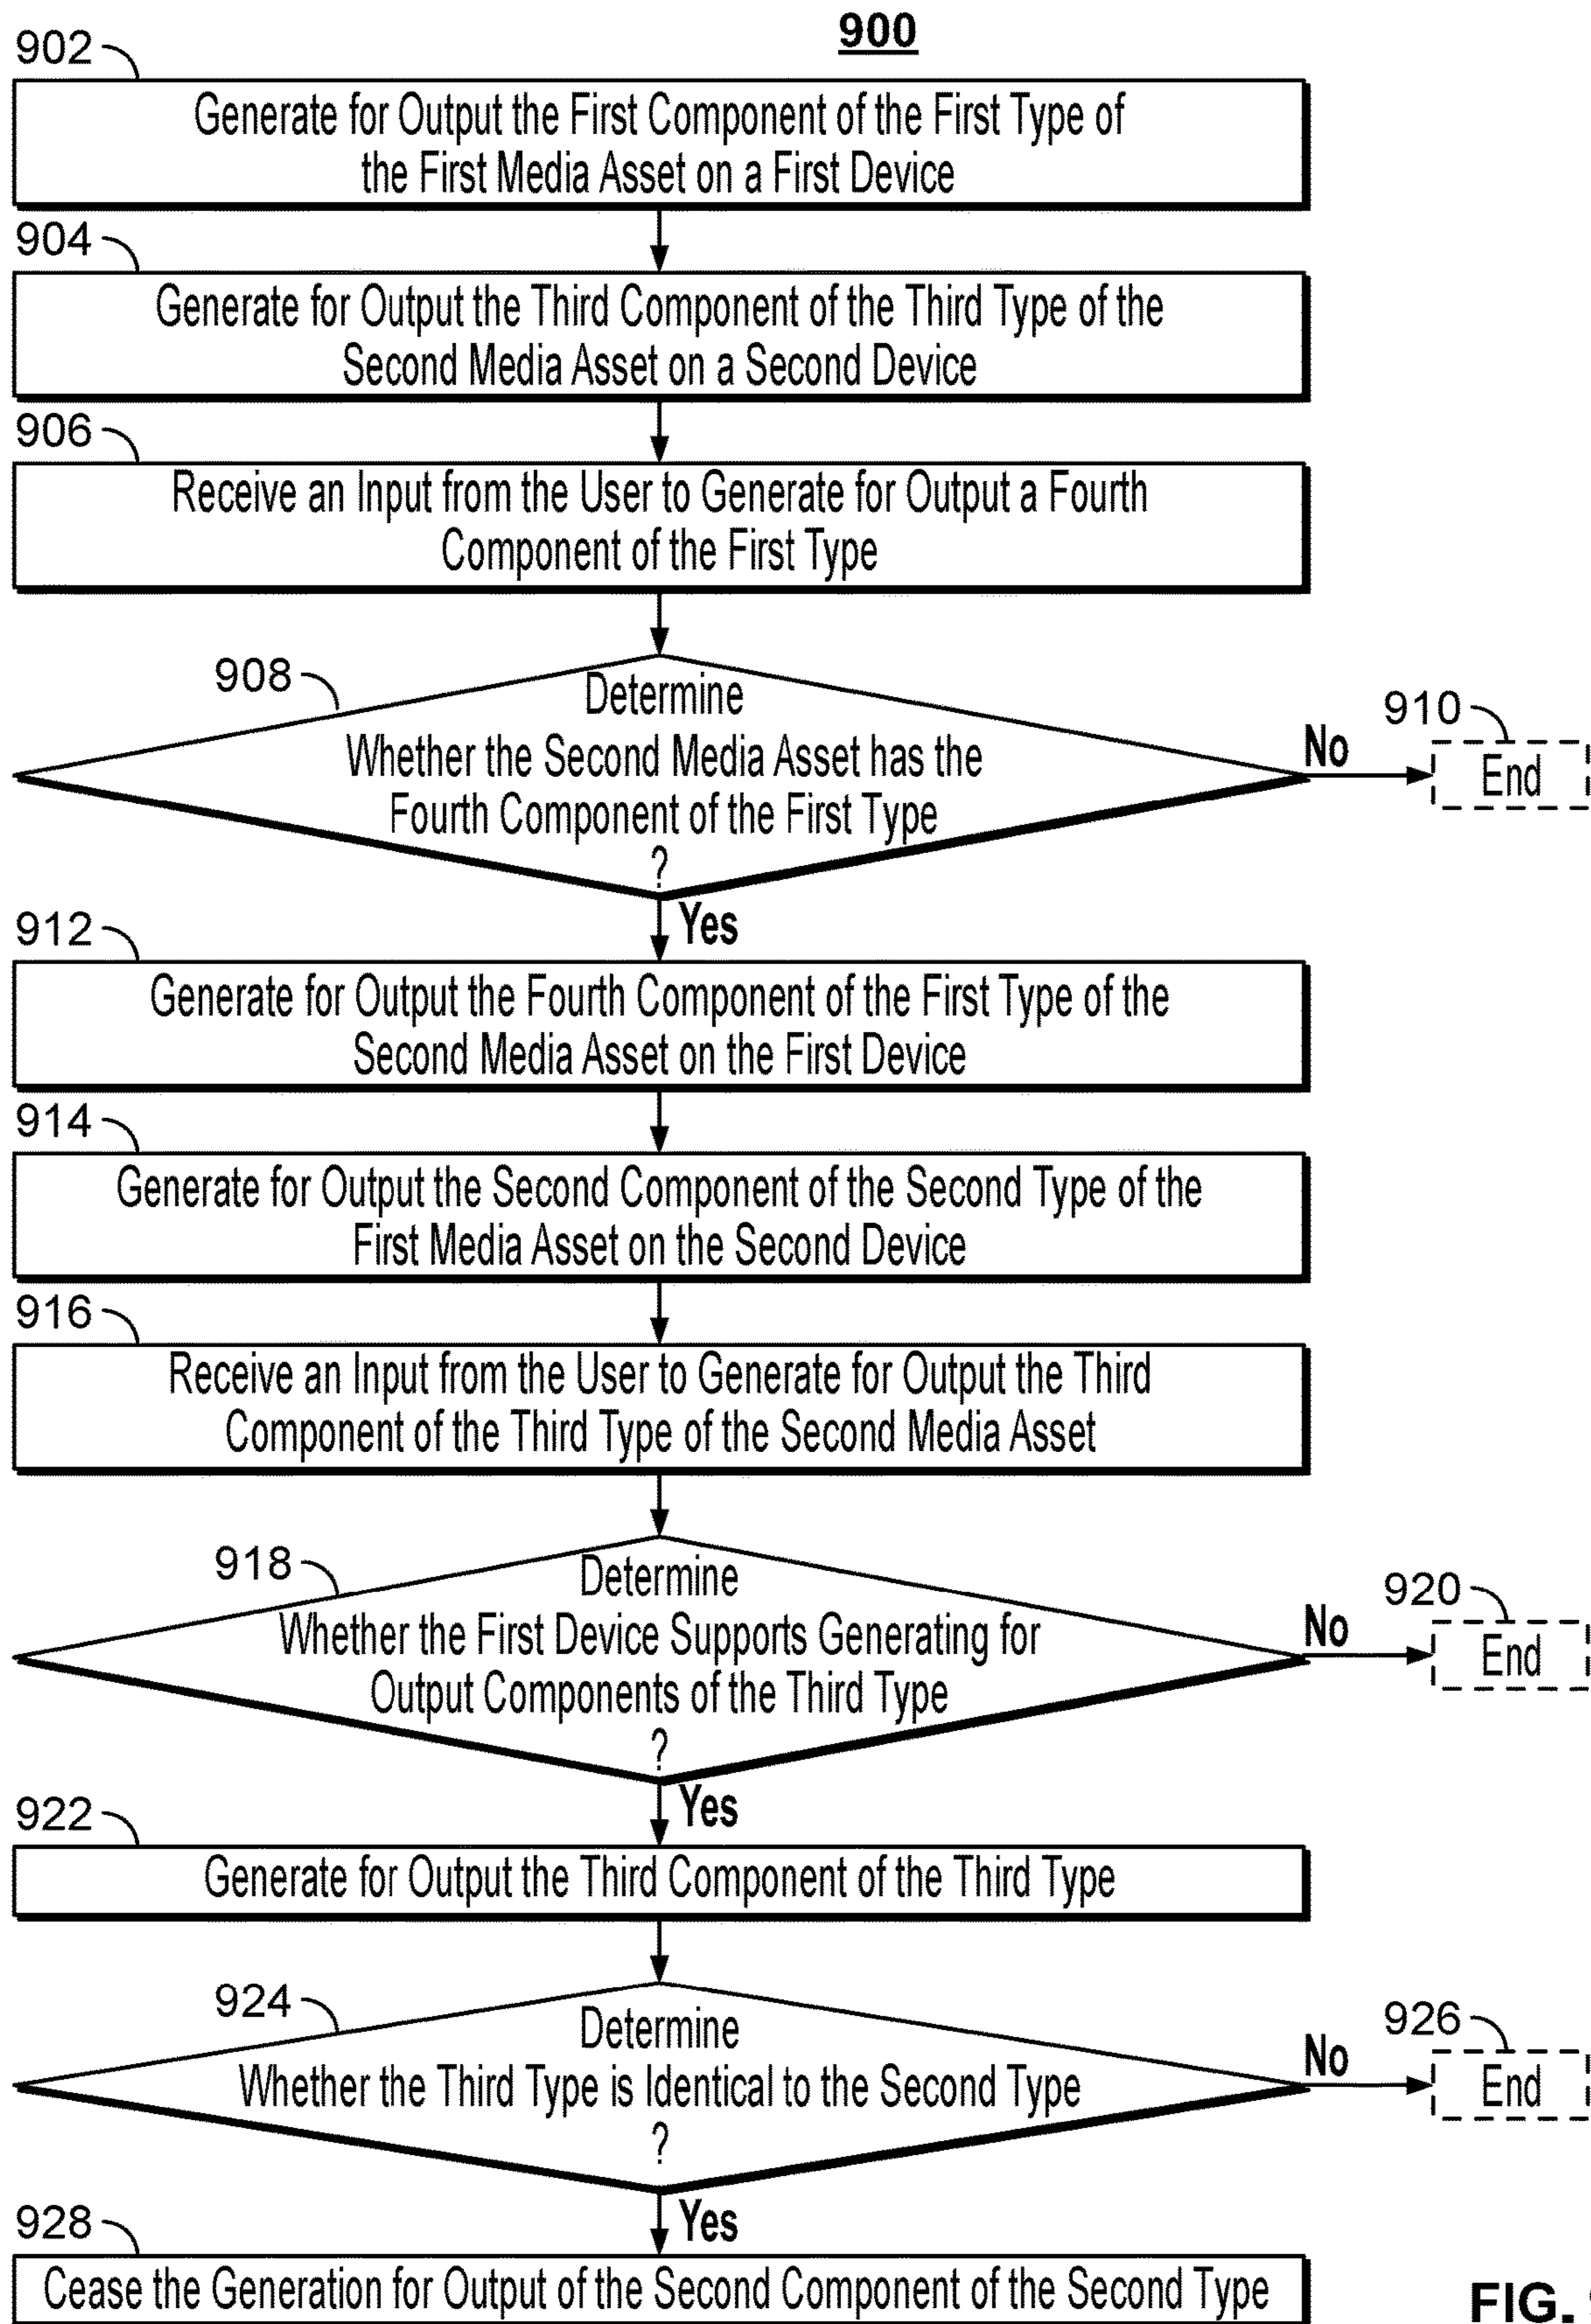 900
902
Generate for Output the First Component of the First Type of
the First Media Asset on a First Device
904
Generate for Output the Third Component of the Third Type of the
Second Media Asset on a Second Device
906
Receive an Input from the User to Generate for Output a Fourth
Component of the First Type
908
Determine
Whether the Second Media Asset has the
Fourth Component of the First Type
?
No
910
End
Yes
912
Generate for Output the Fourth Component of the First Type of the
Second Media Asset on the First Device
914
Generate for Output the Second Component of the Second Type of the
First Media Asset on the Second Device
916
Receive an Input from the User to Generate for Output the Third
Component of the Third Type of the Second Media Asset
918
Determine
Whether the First Device Supports Generating for
Output Components of the Third Type
?
No
920
End
Yes
922
Generate for Output the Third Component of the Third Type
924
Determine
Whether the Third Type is Identical to the Second Type
?
No
926
End
Yes
928
Cease the Generation for Output of the Second Component of the Second Type
FIG.